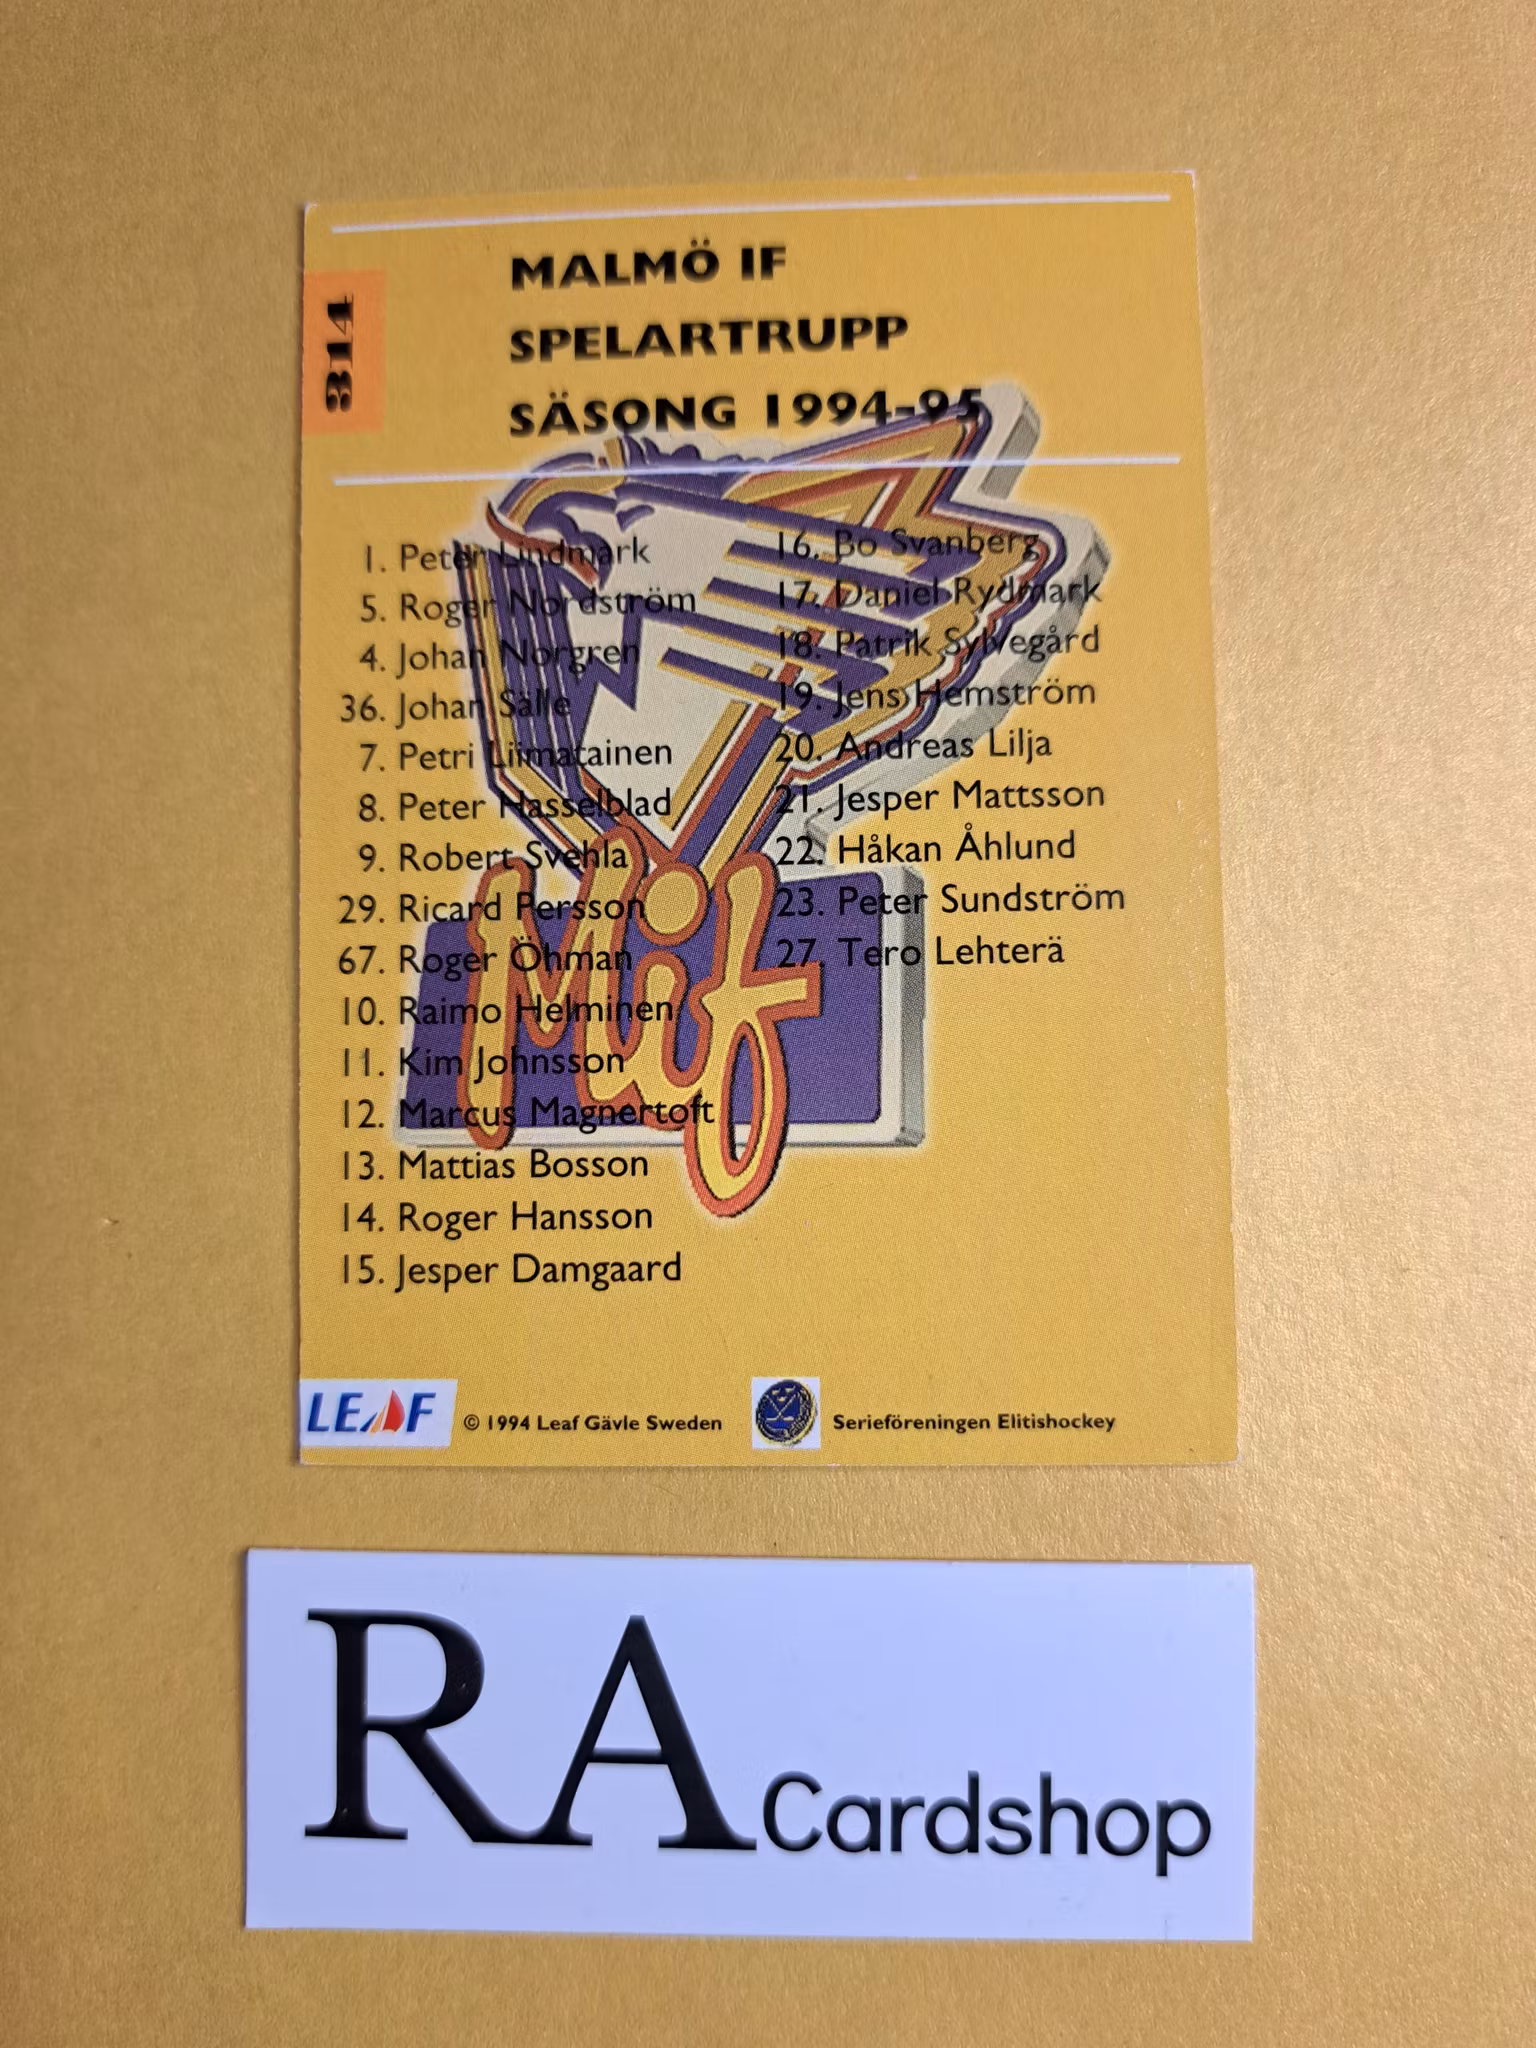 314
MALMÖ IF
SPELARTRUPP
SÄSONG 1994-95
1. Peter Lindmark
5. Roger Nordström
4. Johan Norgren
36. Johan Sälle
7. Petri Liimatainen
8. Peter Hasselblad
9. Robert Svehla
29. Ricard Persson
67. Roger Öhman
10. Raimo Helminen
11. Kim Johnsson
12. Marcus Magnertoft
13. Mattias Bosson
14. Roger Hansson
15. Jesper Damgaard
16. Bo Svanberg
17. Daniel Rydmark
18. Patrik Sylvegård
19. Jens Hemström
20. Andreas Lilja
21. Jesper Mattsson
22. Håkan Åhlund
23. Peter Sundström
27. Tero Lehterä
Mif
LEAF © 1994 Leaf Gävle Sweden Serieföreningen Elitishockey
RA Cardshop